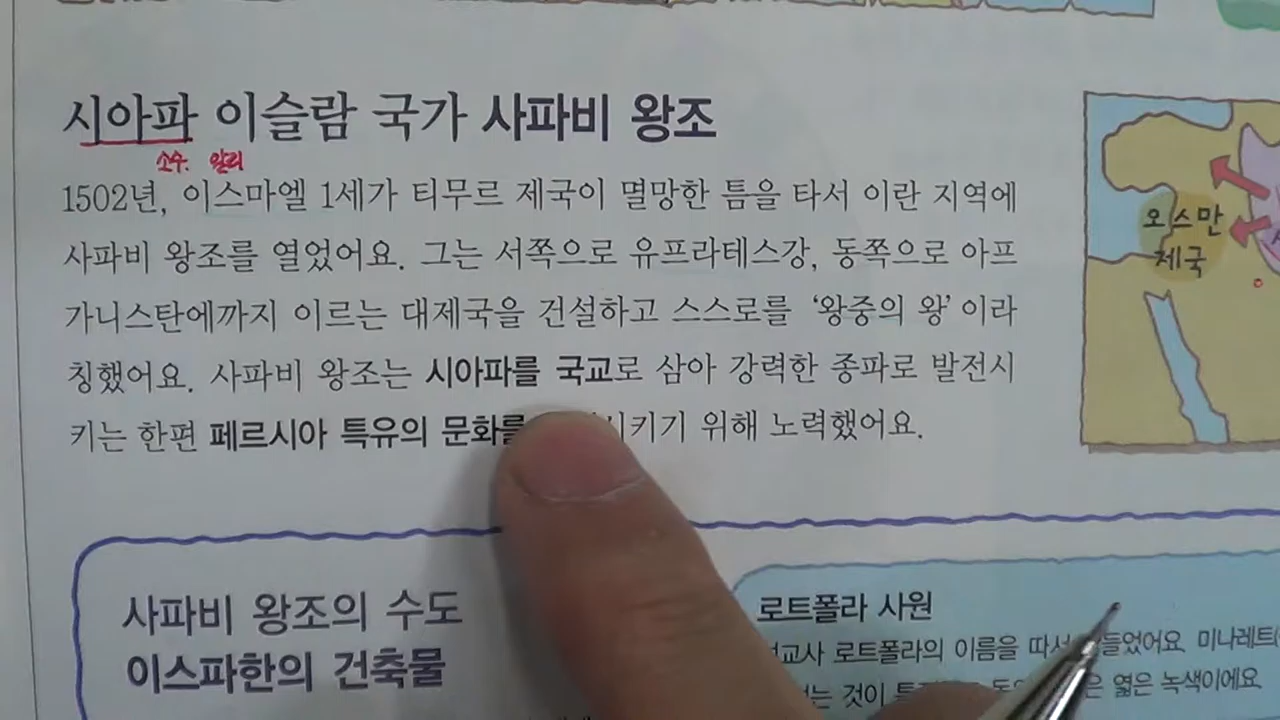 시아파 이슬람 국가 사파비 왕조
소수. 알리
1502년, 이스마엘 1세가 티무르 제국이 멸망한 틈을 타서 이란 지역에
사파비 왕조를 열었어요. 그는 서쪽으로 유프라테스강, 동쪽으로 아프
가니스탄에까지 이르는 대제국을 건설하고 스스로를 '왕중의 왕'이라
칭했어요. 사파비 왕조는 시아파를 국교로 삼아 강력한 종파로 발전시
키는 한편 페르시아 특유의 문화를 위해 노력했어요.
오스만
제국
사파비 왕조의 수도
이스파한의 건축물
로트폴라 사원
로트폴라의 이름을 따서 미나레트
것이 옅은 녹색이에요.